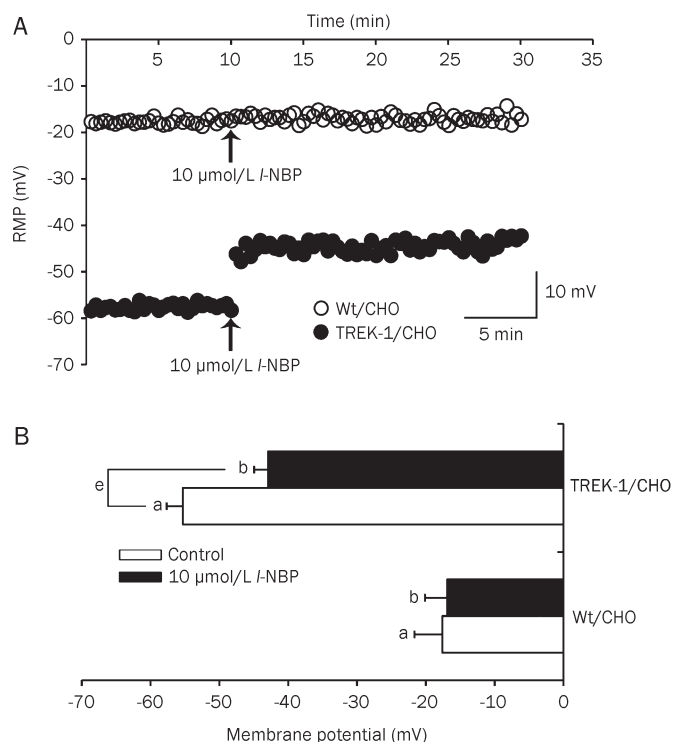 A
Time (min)
0
5 10 15 20 25 30 35
-10
-20
10 μmol/L l-NBP
-30
RMP (mV)
-40
-50
10 mV
Wt/CHO
-60
5 min
TREK-1/CHO
-70
10 μmol/L l-NBP
B
b
e
TREK-1/CHO
a
Control
10 μmol/L l-NBP
b
Wt/CHO
a
-70 -60 -50 -40 -30 -20 -10 0
Membrane potential (mV)